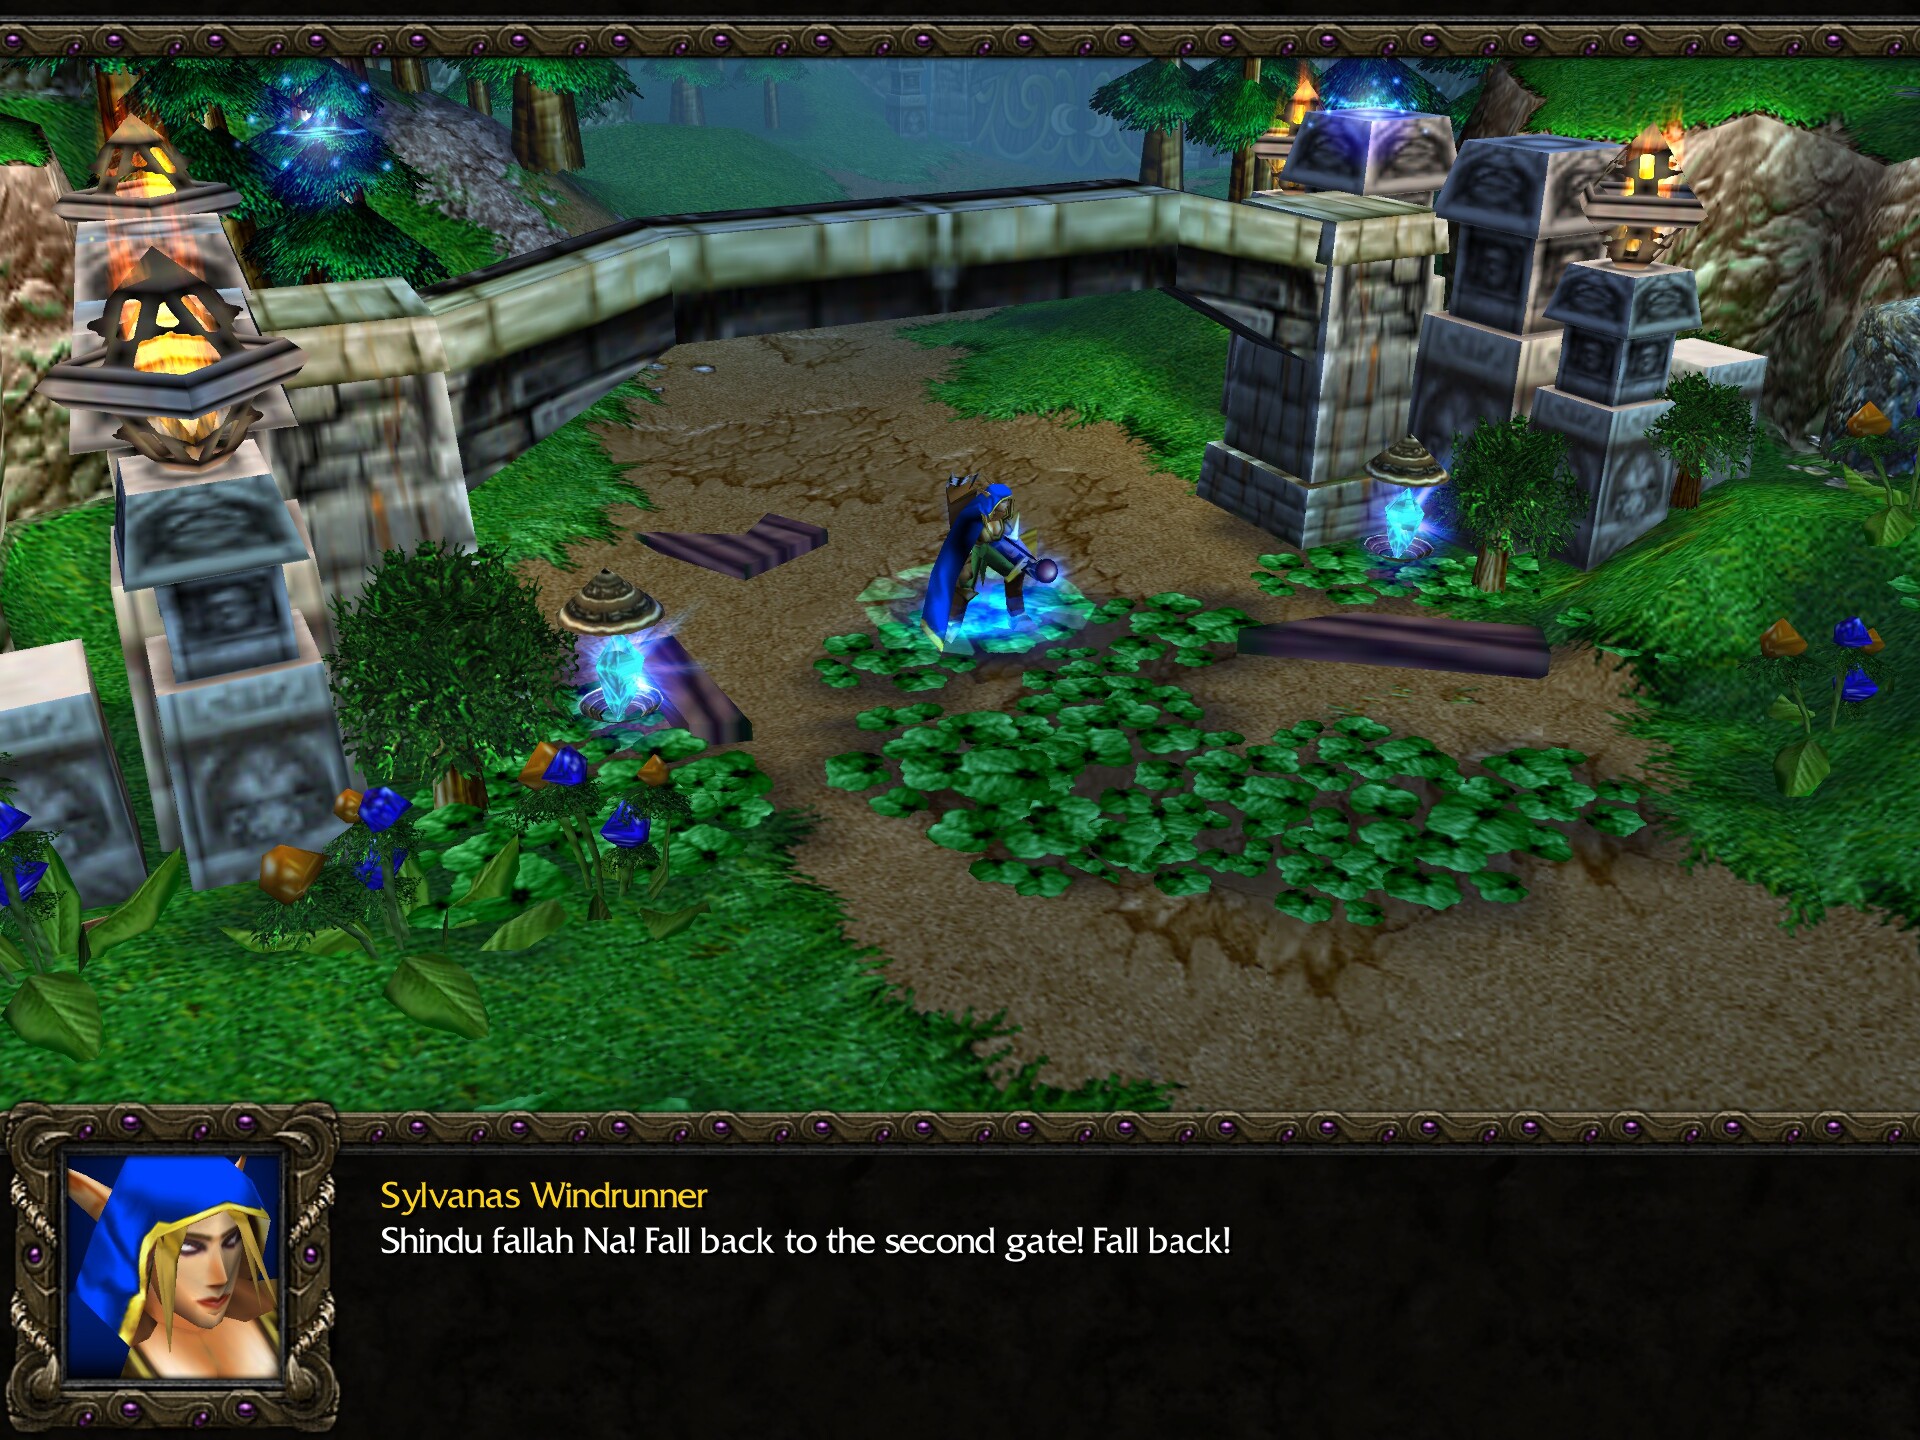 Sylvanas Windrunner
Shindu fallah Na! Fall back to the second gate! Fall back!